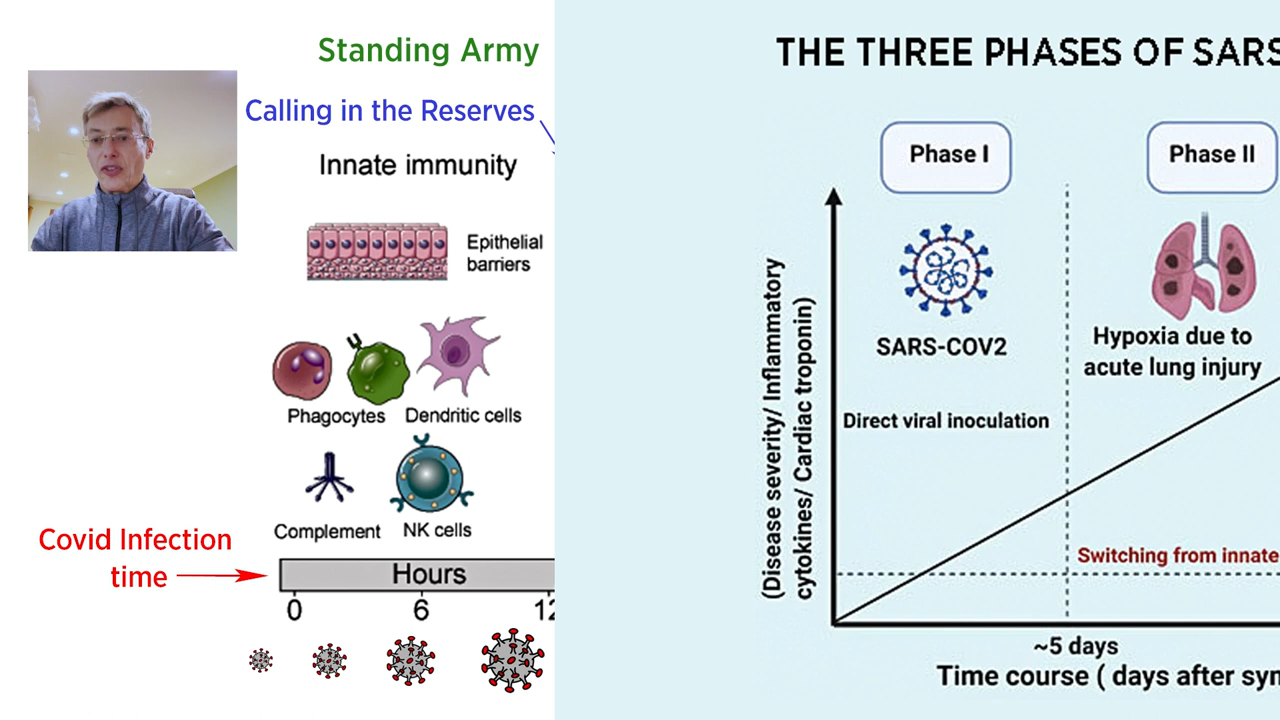 Standing Army
Calling in the Reserves
Innate immunity
Epithelial
barriers
Phagocytes
Dendritic cells
Complement
NK cells
Covid Infection
time
Hours
0
6
12
THE THREE PHASES OF SARS
Phase I
Phase II
SARS-COV2
Hypoxia due to
acute lung injury
Direct viral inoculation
(Disease severity/ Inflammatory
cytokines/ Cardiac troponin)
Switching from innate
~5 days
Time course ( days after